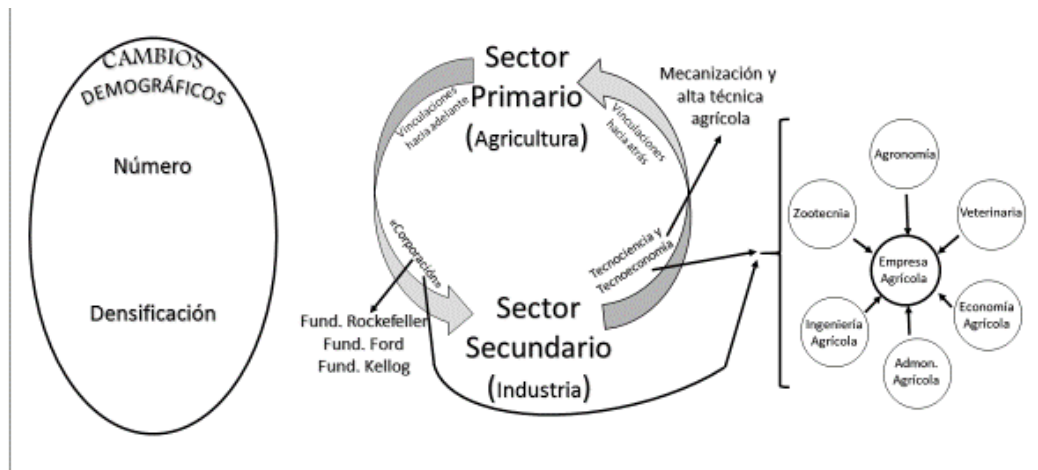 CAMBIOS
DEMOGRÁFICOS
Número
Densificación
Sector
Primario
(Agricultura)
Vinculaciones
hacia adelante
Vinculaciones
hacia atrás
«Corporación»
Tecnociencia y
Tecnoeconomía
Sector
Secundario
(Industria)
Fund. Rockefeller
Fund. Ford
Fund. Kellog
Mecanización y
alta técnica
agrícola
Agronomía
Zootecnia
Veterinaria
Empresa
Agrícola
Ingeniería
Agrícola
Economía
Agrícola
Admon.
Agrícola